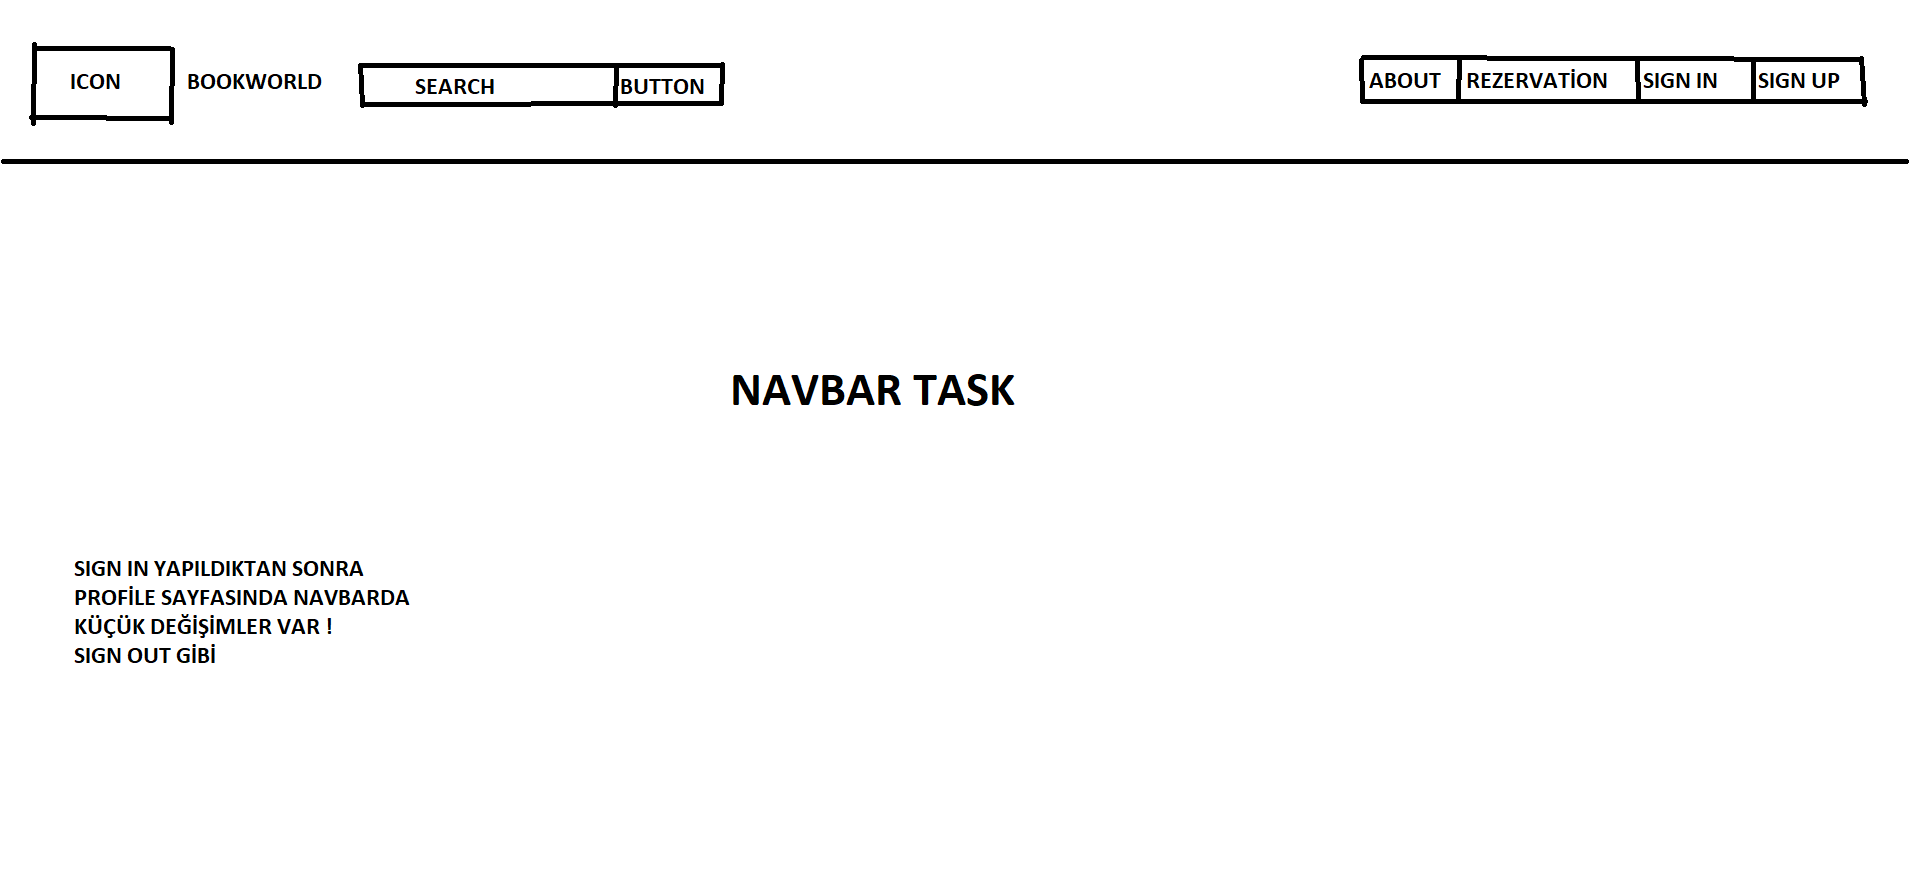 ICON
BOOKWORLD
SEARCH
BUTTON
ABOUT
REZERVATİON
SIGN IN
SIGN UP
NAVBAR TASK
SIGN IN YAPILDIKTAN SONRA
PROFİLE SAYFASINDA NAVBARDA
KÜÇÜK DEĞİŞİMLER VAR !
SIGN OUT GİBİ